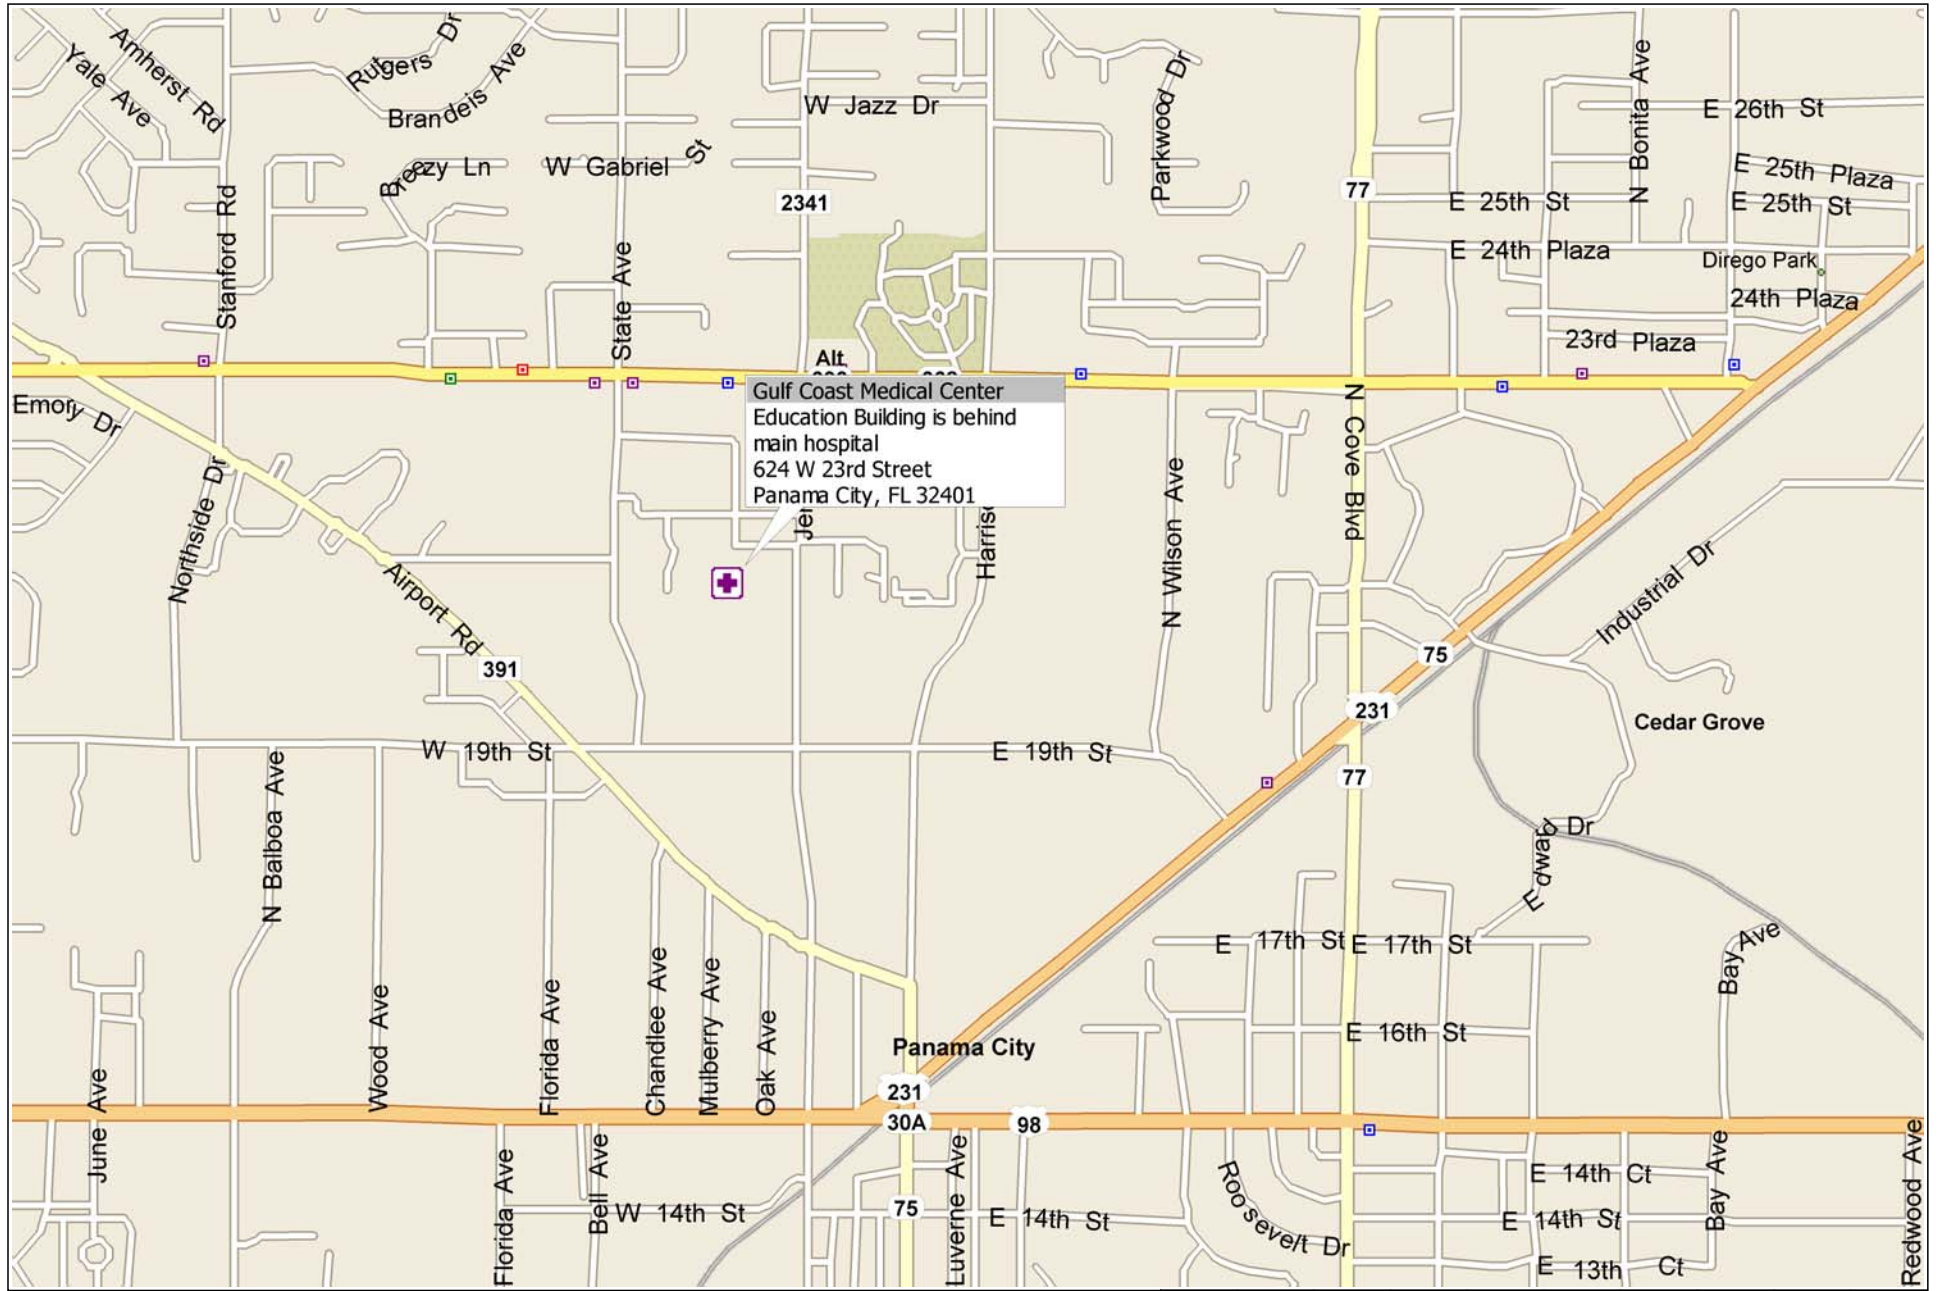 Amherst Rd
Yale Ave
Rutgers Dr
Brandeis Ave
W Jazz Dr
Parkwood Dr
N Bonita Ave
E 26th St
Breezy Ln
W Gabriel St
E 25th Plaza
77
2341
E 25th St
E 25th St
Stanford Rd
State Ave
E 24th Plaza
Dirego Park
24th Plaza
23rd Plaza
Alt
Gulf Coast Medical Center
Education Building is behind
main hospital
624 W 23rd Street
Panama City, FL 32401
Emory Dr
N Cove Blvd
Northside Dr
N Wilson Ave
Airport Rd
Industrial Dr
391
75
231
Cedar Grove
W 19th St
E 19th St
77
N Balboa Ave
Edward Dr
E 17th St
E 17th St
Bay Ave
Wood Ave
Florida Ave
Chandlee Ave
Mulberry Ave
Oak Ave
E 16th St
Panama City
June Ave
231
30A
98
Florida Ave
Bell Ave
W 14th St
75
Luverne Ave
E 14th St
Roosevelt Dr
E 14th Ct
E 14th St
Bay Ave
E 13th Ct
Redwood Ave